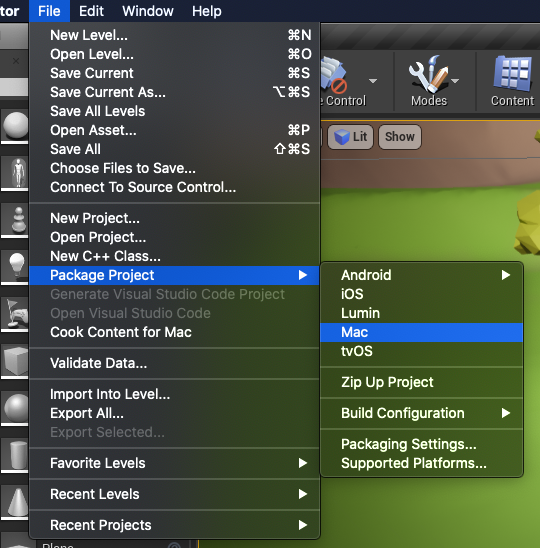 tor File Edit Window Help
New Level... ⌘N
Open Level... ⌘O
Save Current ⌘S
Save Current As... ⌥⌘S
Save All Levels
Open Asset... ⌘P
Save All ⇧⌘S
Choose Files to Save...
Connect To Source Control...
New Project...
Open Project...
New C++ Class...
Package Project
Generate Visual Studio Code Project
Open Visual Studio Code
Cook Content for Mac
Validate Data...
Import Into Level...
Export All...
Export Selected...
Favorite Levels
Recent Levels
Recent Projects
e Control Modes Content
Lit Show
Android
iOS
Lumin
Mac
tvOS
Zip Up Project
Build Configuration
Packaging Settings...
Supported Platforms...
Plane